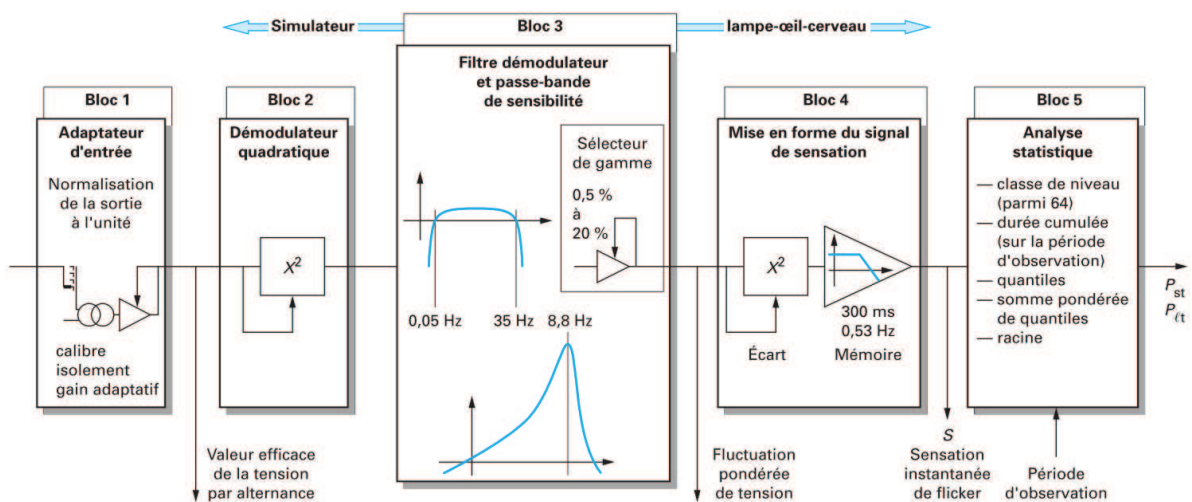 Simulateur
Bloc 3
lampe-œil-cerveau
Bloc 1
Adaptateur
d'entrée
Normalisation
de la sortie
à l'unité
calibre
isolement
gain adaptatif
Bloc 2
Démodulateur
quadratique
X²
Valeur efficace
de la tension
par alternance
Filtre démodulateur
et passe-bande
de sensibilité
Sélecteur
de gamme
0,5 %
à
20 %
0,05 Hz
35 Hz
8,8 Hz
Fluctuation
pondérée
de tension
Bloc 4
Mise en forme du signal
de sensation
X²
300 ms
0,53 Hz
Écart
Mémoire
S
Sensation
instantanée
de flicker
Bloc 5
Analyse
statistique
— classe de niveau
(parmi 64)
— durée cumulée
(sur la période
d'observation)
— quantiles
— somme pondérée
de quantiles
— racine
Période
d'observation
Pst
Pℓt